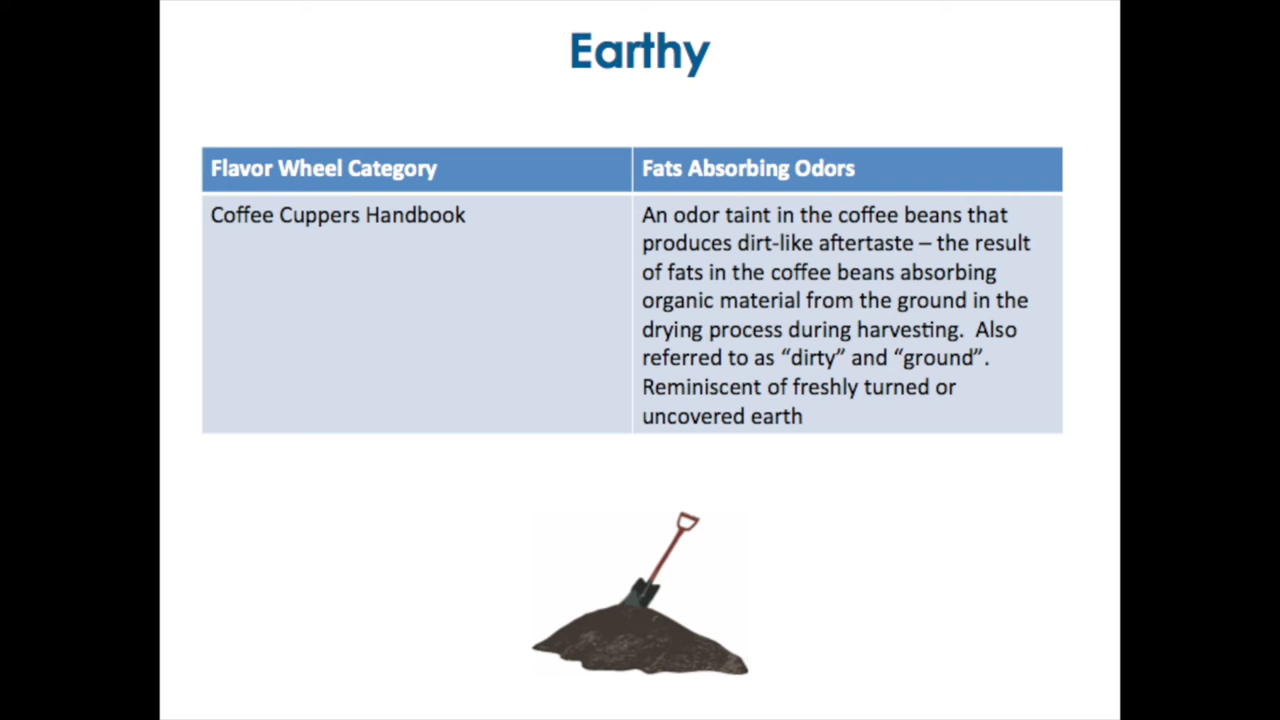 Earthy
Flavor Wheel Category
Fats Absorbing Odors
Coffee Cuppers Handbook
An odor taint in the coffee beans that
produces dirt-like aftertaste – the result
of fats in the coffee beans absorbing
organic material from the ground in the
drying process during harvesting.  Also
referred to as “dirty” and “ground”.
Reminiscent of freshly turned or
uncovered earth